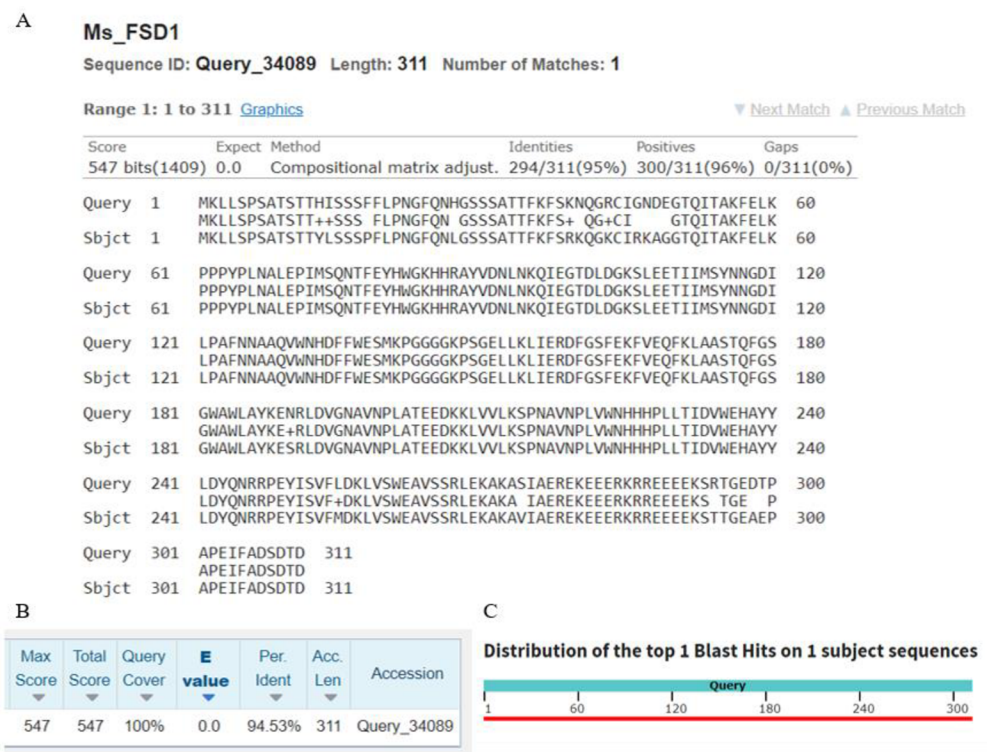 A
Ms_FSD1
Sequence ID: Query_34089 Length: 311 Number of Matches: 1
Range 1: 1 to 311 Graphics ▼ Next Match ▲ Previous Match
Score Expect Method Identities Positives Gaps
547 bits(1409) 0.0 Compositional matrix adjust. 294/311(95%) 300/311(96%) 0/311(0%)
Query 1 MKLLSPSATSTTHISSSFFLPNGFQNHGSSSATTFKFSKNQGRCIGNDEGTQITAKFELK 60
MKLLSPSATSTT++SSS FLPNGFQN GSSSATTFKFS+ QG+CI GTQITAKFELK
Sbjct 1 MKLLSPSATSTTYLSSSPFLPNGFQNLGSSSATTFKFSRKQGKCIRKAGGTQITAKFELK 60
Query 61 PPPYPLNALEPIMSQNTFEYHWGKHHRAYVDNLNKQIEGTDLDGKSLEETIIMSYNNGDI 120
PPPYPLNALEPIMSQNTFEYHWGKHHRAYVDNLNKQIEGTDLDGKSLEETIIMSYNNGDI
Sbjct 61 PPPYPLNALEPIMSQNTFEYHWGKHHRAYVDNLNKQIEGTDLDGKSLEETIIMSYNNGDI 120
Query 121 LPAFNNAAQVWNHDFFWESMKPGGGGKPSGELLKLIERDFGSFEKFVEQFKLAASTQFGS 180
LPAFNNAAQVWNHDFFWESMKPGGGGKPSGELLKLIERDFGSFEKFVEQFKLAASTQFGS
Sbjct 121 LPAFNNAAQVWNHDFFWESMKPGGGGKPSGELLKLIERDFGSFEKFVEQFKLAASTQFGS 180
Query 181 GWAWLAYKENRLDVGNAVNPLATEEDKKLVVLKSPNAVNPLVWNHHHPLLTIDVWEHAYY 240
GWAWLAYKE+RLDVGNAVNPLATEEDKKLVVLKSPNAVNPLVWNHHHPLLTIDVWEHAYY
Sbjct 181 GWAWLAYKESRLDVGNAVNPLATEEDKKLVVLKSPNAVNPLVWNHHHPLLTIDVWEHAYY 240
Query 241 LDYQNRRPEYISVFLDKLVSWEAVSSRLEKAKASIAEREKEEERKRREEEEEKSRTGEDTP 300
LDYQNRRPEYISVF+DKLVSWEAVSSRLEKAKA IAEREKEEERKRREEEEEKS TGE P
Sbjct 241 LDYQNRRPEYISVFMDKLVSWEAVSSRLEKAKAVIAEREKEEERKRREEEEEKSTTGEAEP 300
Query 301 APEIFADSDTD 311
APEIFADSDTD
Sbjct 301 APEIFADSDTD 311
B
Max Score Total Score Query Cover E value Per. Ident Acc. Len Accession
547 547 100% 0.0 94.53% 311 Query_34089
C
Distribution of the top 1 Blast Hits on 1 subject sequences
Query
1 60 120 180 240 300